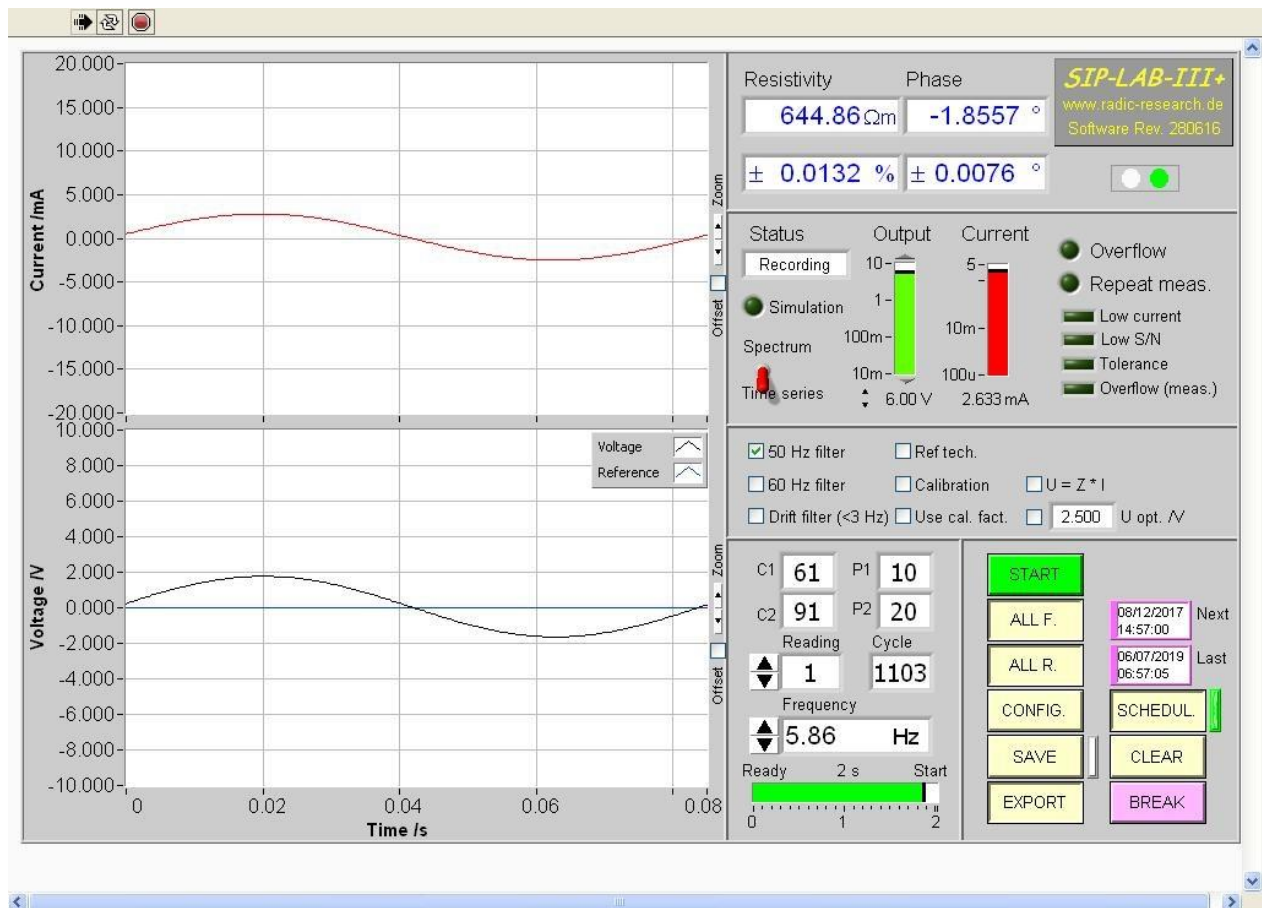 20.000
15.000
10.000
5.000
0.000
-5.000
-10.000
-15.000
-20.000
Current /mA
Zoom
Offset
10.000
8.000
6.000
4.000
2.000
0.000
-2.000
-4.000
-6.000
-8.000
-10.000
Voltage /V
Voltage
Reference
Zoom
Offset
0 0.02 0.04 0.06 0.08
Time /s
Resistivity Phase
644.86 Ωm -1.8557 °
± 0.0132 % ± 0.0076 °
SIP-LAB-III+
www.radic-research.de
Software Rev. 280616
Status Output Current
Recording
Simulation
Spectrum
Time series
10
1
100m
10m
6.00 V
5
10m
100u
2.633 mA
Overflow
Repeat meas.
Low current
Low S/N
Tolerance
Overflow (meas.)
50 Hz filter Ref tech.
60 Hz filter Calibration U = Z * I
Drift filter (<3 Hz) Use cal. fact. 2.500 U opt. /V
C1 61 P1 10
C2 91 P2 20
Reading Cycle
1 1103
Frequency
5.86 Hz
Ready 2 s Start
0 1 2
START
ALL F.
ALL R.
CONFIG.
SAVE
EXPORT
08/12/2017
14:57:00
Next
06/07/2019
06:57:05
Last
SCHEDUL.
CLEAR
BREAK